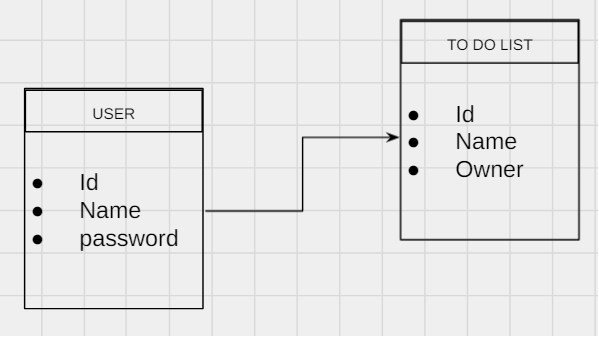 USER
● Id
● Name
● password
TO DO LIST
● Id
● Name
● Owner